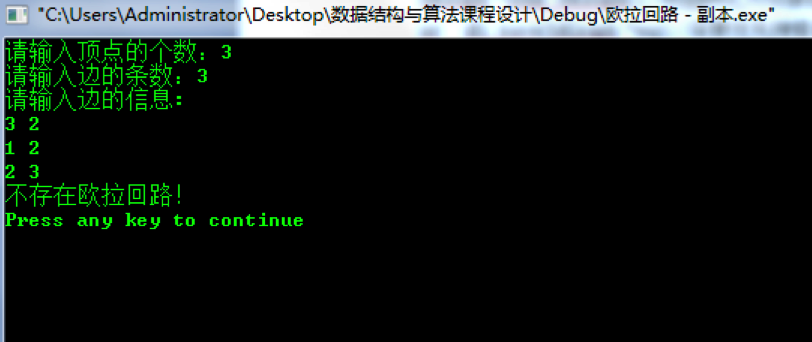 "C:\Users\Administrator\Desktop\数据结构与算法课程设计\Debug\欧拉回路 - 副本.exe"
请输入顶点的个数：3
请输入边的条数：3
请输入边的信息：
3 2
1 2
2 3
不存在欧拉回路！
Press any key to continue